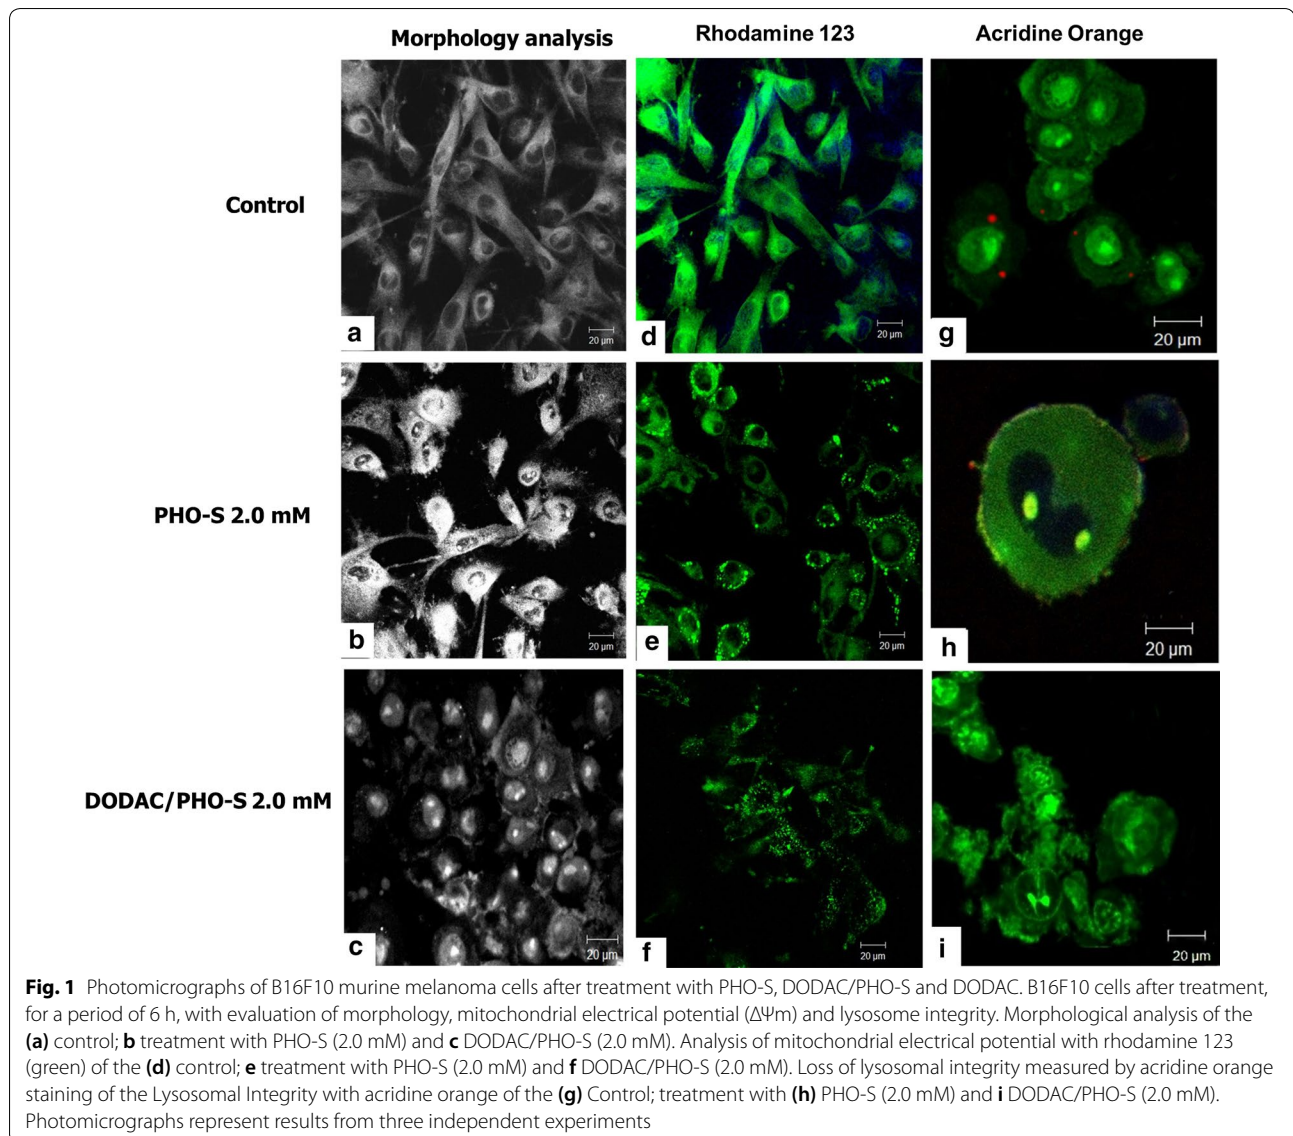 Morphology analysis Rhodamine 123 Acridine Orange
Control
a
20 µm
d
20 µm
g
20 µm
PHO-S 2.0 mM
b
20 µm
e
20 µm
h
20 µm
DODAC/PHO-S 2.0 mM
c
20 µm
f
20 µm
i
20 µm
Fig. 1 Photomicrographs of B16F10 murine melanoma cells after treatment with PHO-S, DODAC/PHO-S and DODAC. B16F10 cells after treatment,
for a period of 6 h, with evaluation of morphology, mitochondrial electrical potential (ΔΨm) and lysosome integrity. Morphological analysis of the
(a) control; b treatment with PHO-S (2.0 mM) and c DODAC/PHO-S (2.0 mM). Analysis of mitochondrial electrical potential with rhodamine 123
(green) of the (d) control; e treatment with PHO-S (2.0 mM) and f DODAC/PHO-S (2.0 mM). Loss of lysosomal integrity measured by acridine orange
staining of the Lysosomal Integrity with acridine orange of the (g) Control; treatment with (h) PHO-S (2.0 mM) and i DODAC/PHO-S (2.0 mM).
Photomicrographs represent results from three independent experiments